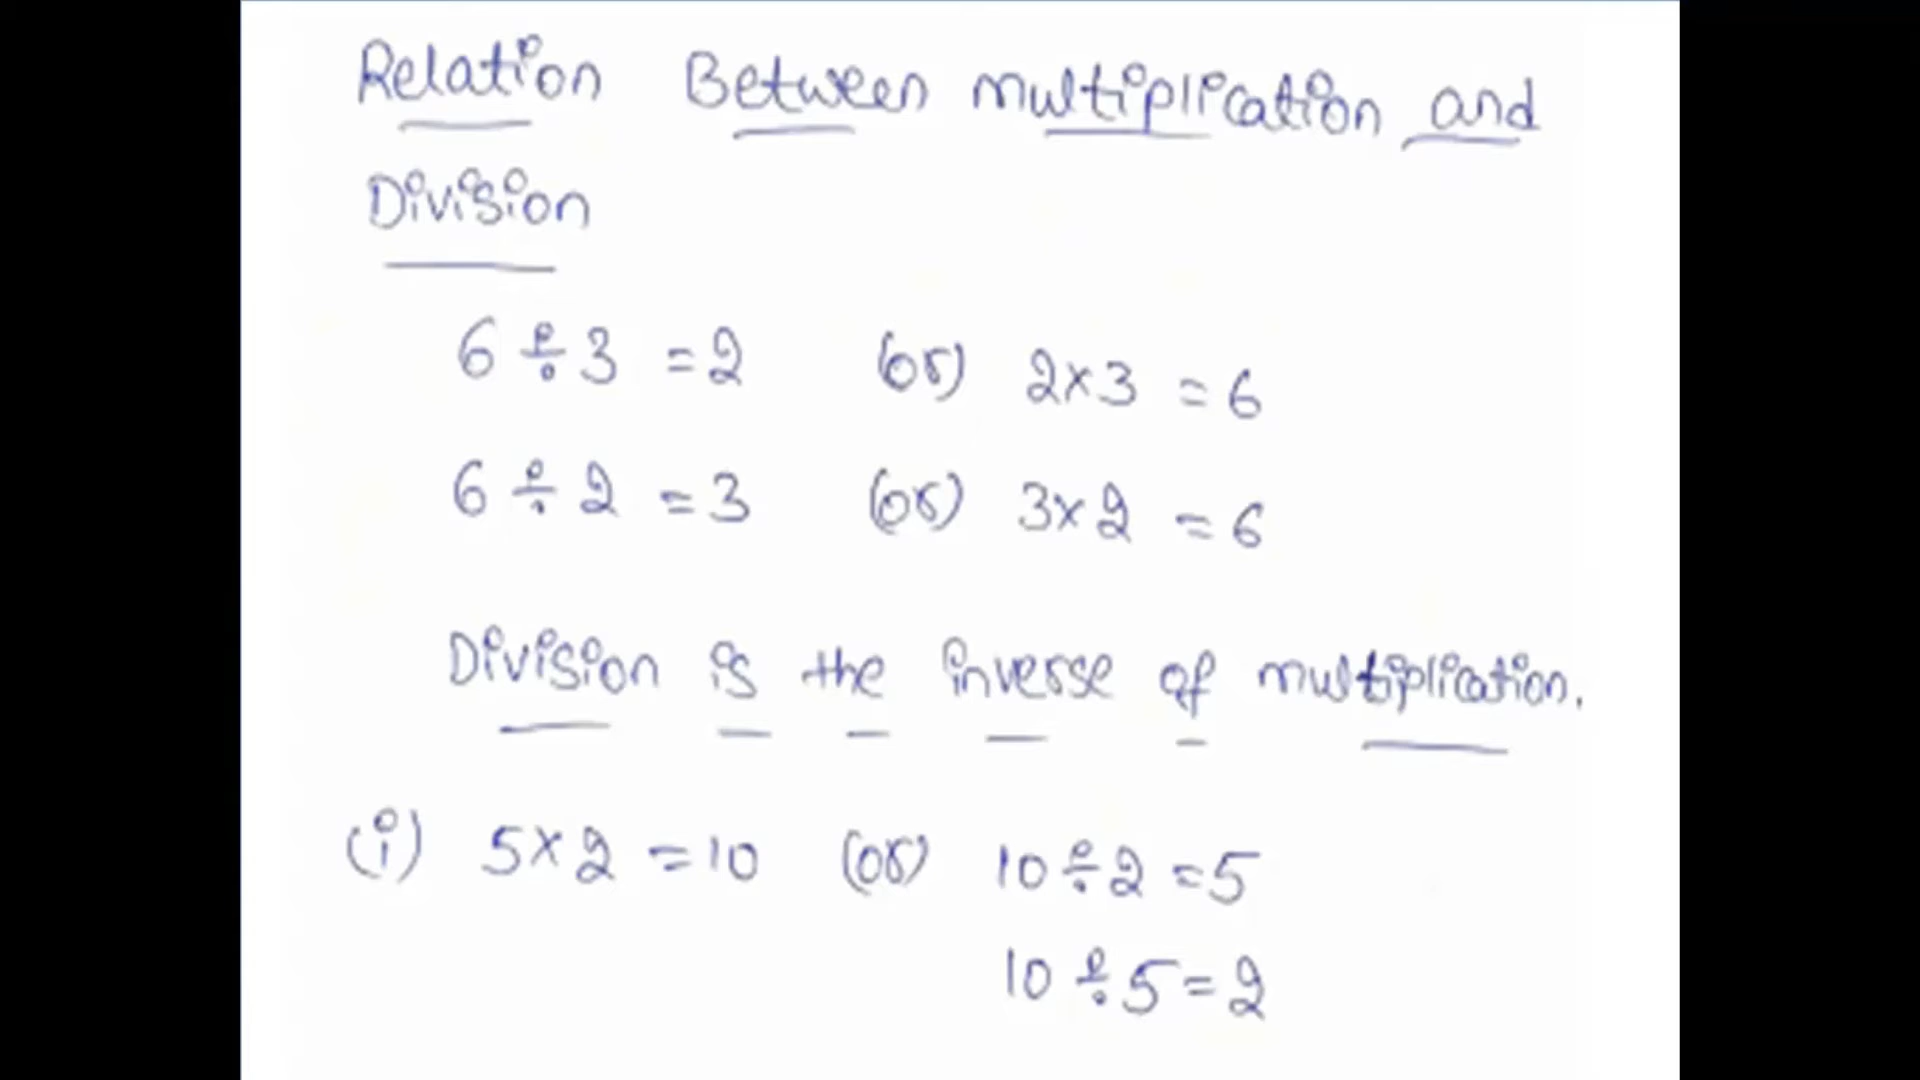 Relation Between multiplication and
Division
6 ÷ 3 = 2 (or) 2×3 = 6
6 ÷ 2 = 3 (or) 3×2 = 6
Division is the inverse of multiplication.
(i) 5×2 = 10 (or) 10÷2 = 5
10÷5 = 2